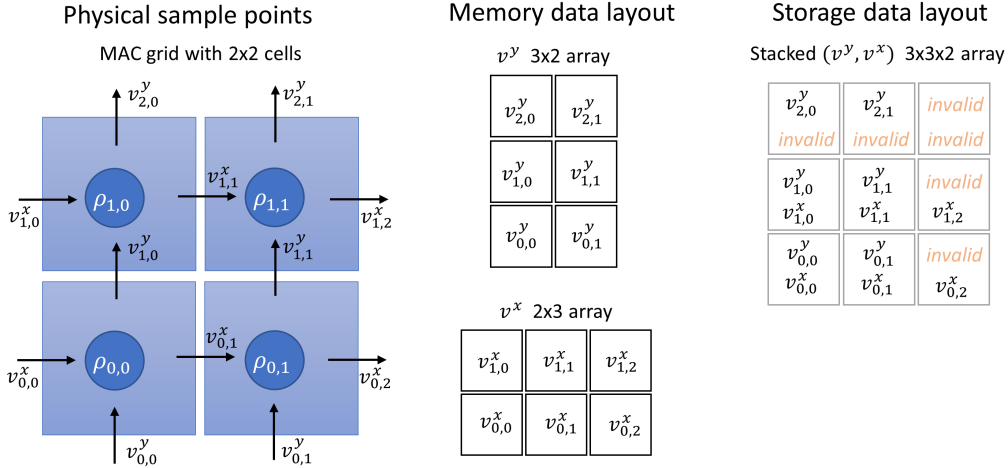 Physical sample points
MAC grid with 2x2 cells
v^y_{2,0} v^y_{2,1}
v^x_{1,0} ρ_{1,0} v^x_{1,1} ρ_{1,1} v^x_{1,2}
v^y_{1,0} v^y_{1,1}
v^x_{0,0} ρ_{0,0} v^x_{0,1} ρ_{0,1} v^x_{0,2}
v^y_{0,0} v^y_{0,1}
Memory data layout
v^y 3x2 array
v^y_{2,0} v^y_{2,1}
v^y_{1,0} v^y_{1,1}
v^y_{0,0} v^y_{0,1}
v^x 2x3 array
v^x_{1,0} v^x_{1,1} v^x_{1,2}
v^x_{0,0} v^x_{0,1} v^x_{0,2}
Storage data layout
Stacked (v^y, v^x) 3x3x2 array
v^y_{2,0} v^y_{2,1} invalid
invalid invalid invalid
v^y_{1,0} v^y_{1,1} invalid
v^x_{1,0} v^x_{1,1} v^x_{1,2}
v^y_{0,0} v^y_{0,1} invalid
v^x_{0,0} v^x_{0,1} v^x_{0,2}